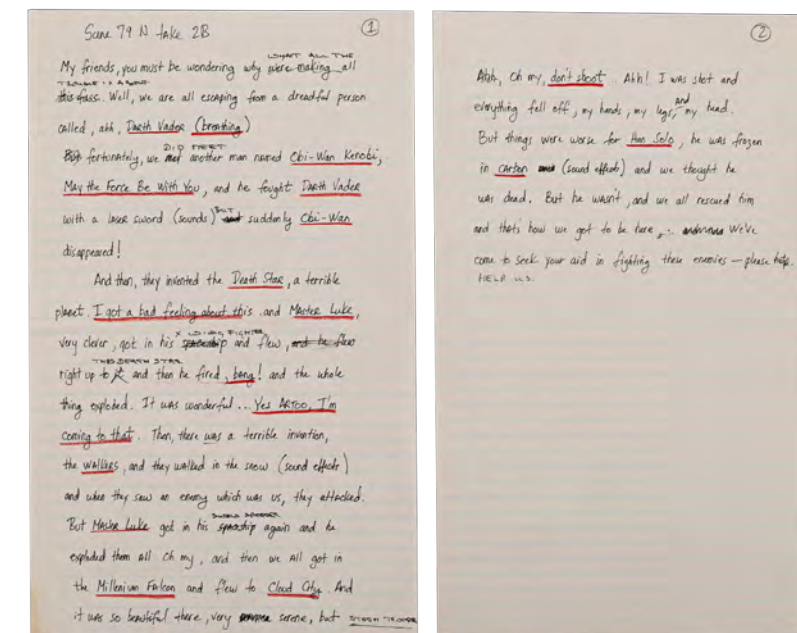 Scene 79 N take 2B
1
WHAT ALL THE
My friends, you must be wondering why were making all
TROUBLE IS ABOUT
this fuss. Well, we are all escaping from a dreadful person
called, ahh, Darth Vader (breathing)
DID MEET
But fortunately, we met another man named Obi-Wan Kenobi,
May the Force Be With You, and he fought Darth Vader
BUT
with a laser sword (sounds) and suddenly Obi-Wan
disappeared!
And then, they invented the Death Star, a terrible
planet. I got a bad feeling about this. and Master Luke,
X WING FIGHTER
very clever, got in his spaceship and flew, and he flew
THIS DEATH STAR
right up to it and then he fired, bang! and the whole
thing exploded. It was wonderful... Yes Artoo, I'm
coming to that. Then, there was a terrible invention,
the walkers, and they walked in the snow (sound effects)
and when they saw an enemy which was us, they attacked.
But Master Luke got in his spaceship again and he
exploded them all Oh my, and then we all got in
the Millenium Falcon and flew to Cloud City. And
it was so beautiful there, very serene, but STORM TROOPER
2
Ahh, Oh my, don't shoot. Ahh! I was shot and
and
everything fell off, my hands, my legs, my head.
But things were worse for Han Solo, he was frozen
in carbon (sound effects) and we thought he
was dead. But he wasn't, and we all rescued him
and that's how we got to be here, We've
come to seek your aid in fighting these enemies – please help.
HELP US.